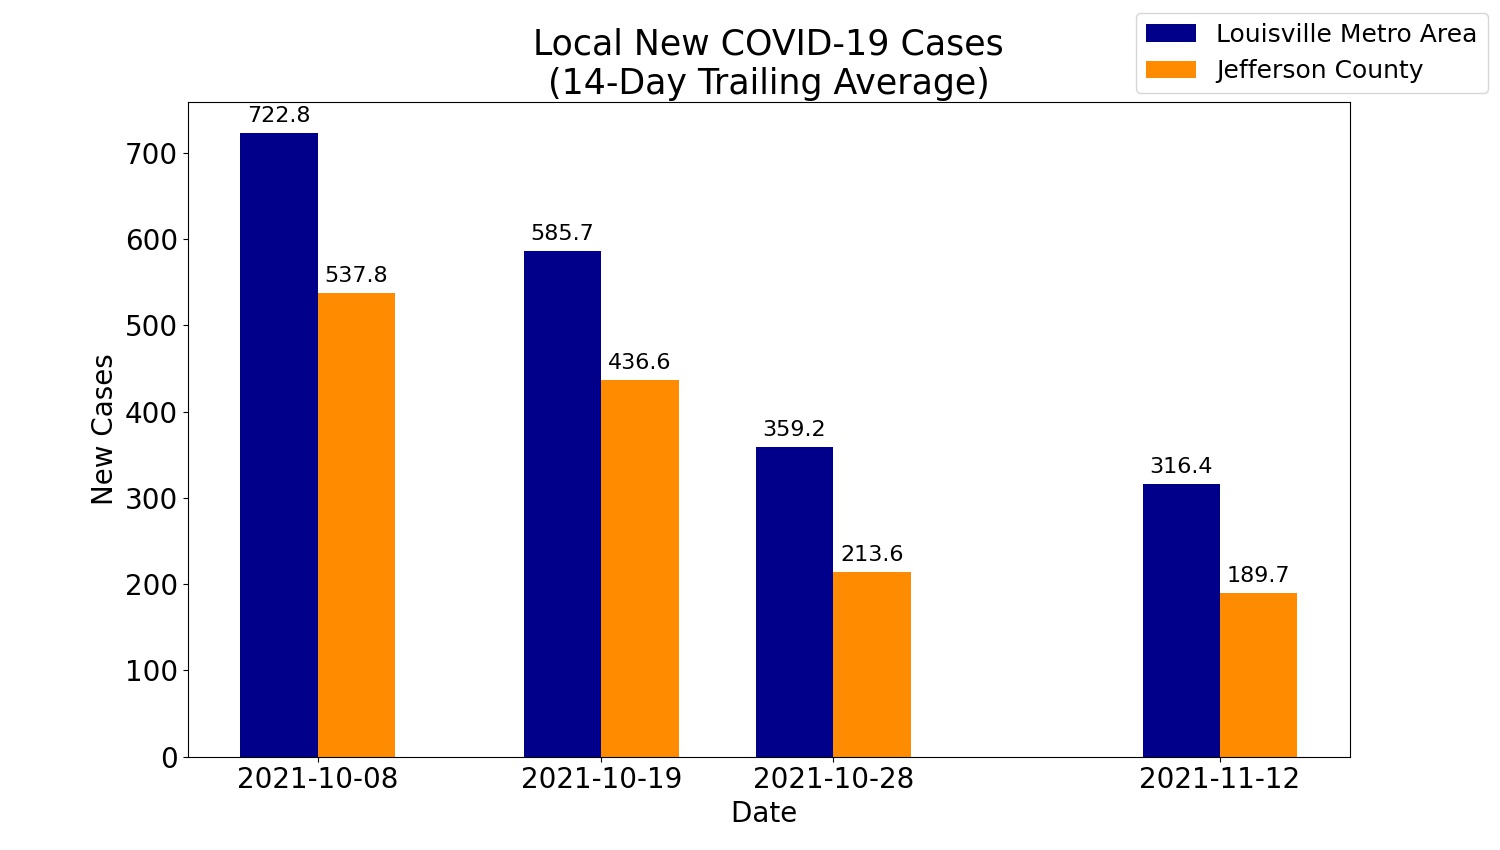 Local New COVID-19 Cases
(14-Day Trailing Average)
Louisville Metro Area
Jefferson County
722.8
537.8
585.7
436.6
359.2
213.6
316.4
189.7
New Cases
700
600
500
400
300
200
100
0
2021-10-08 2021-10-19 2021-10-28 2021-11-12
Date